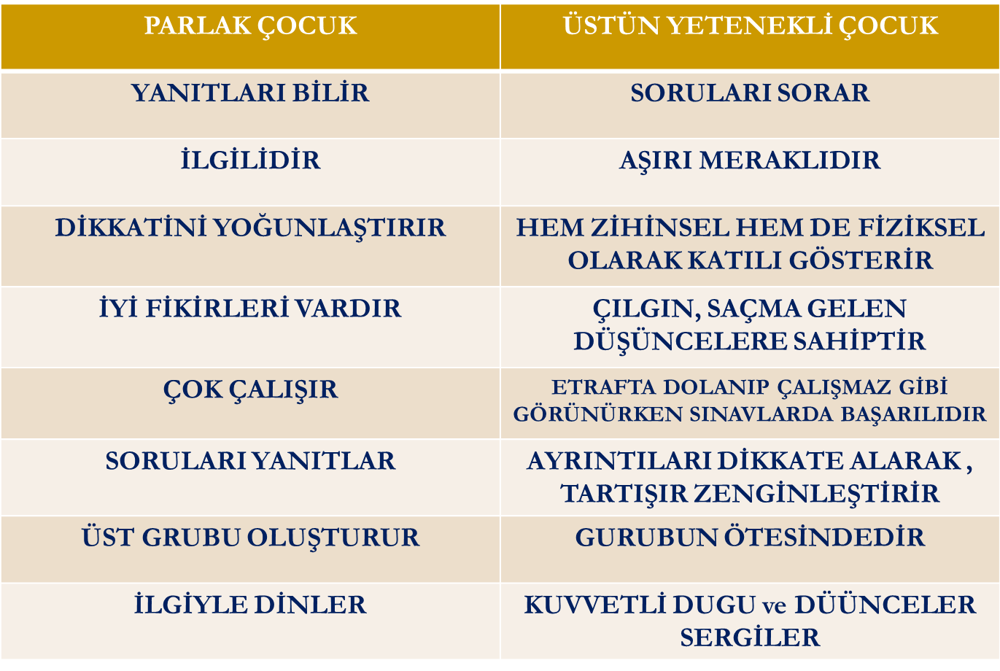 PARLAK ÇOCUK
ÜSTÜN YETENEKLİ ÇOCUK
YANITLARI BİLİR
SORULARI SORAR
İLGİLİDİR
AŞIRI MERAKLIDIR
DİKKATİNİ YOĞUNLAŞTIRIR
HEM ZİHİNSEL HEM DE FİZİKSEL
OLARAK KATILI GÖSTERİR
İYİ FİKİRLERİ VARDIR
ÇILGIN, SAÇMA GELEN
DÜŞÜNCELERE SAHİPTİR
ÇOK ÇALIŞIR
ETRAFTA DOLANIP ÇALIŞMAZ GİBİ
GÖRÜNÜRKEN SINAVLARDA BAŞARILIDIR
SORULARI YANITLAR
AYRINTILARI DİKKATE ALARAK ,
TARTIŞIR ZENGİNLEŞTİRİR
ÜST GRUBU OLUŞTURUR
GURUBUN ÖTESİNDEDİR
İLGİYLE DİNLER
KUVVETLİ DUGU ve DÜÜNCELER
SERGİLER